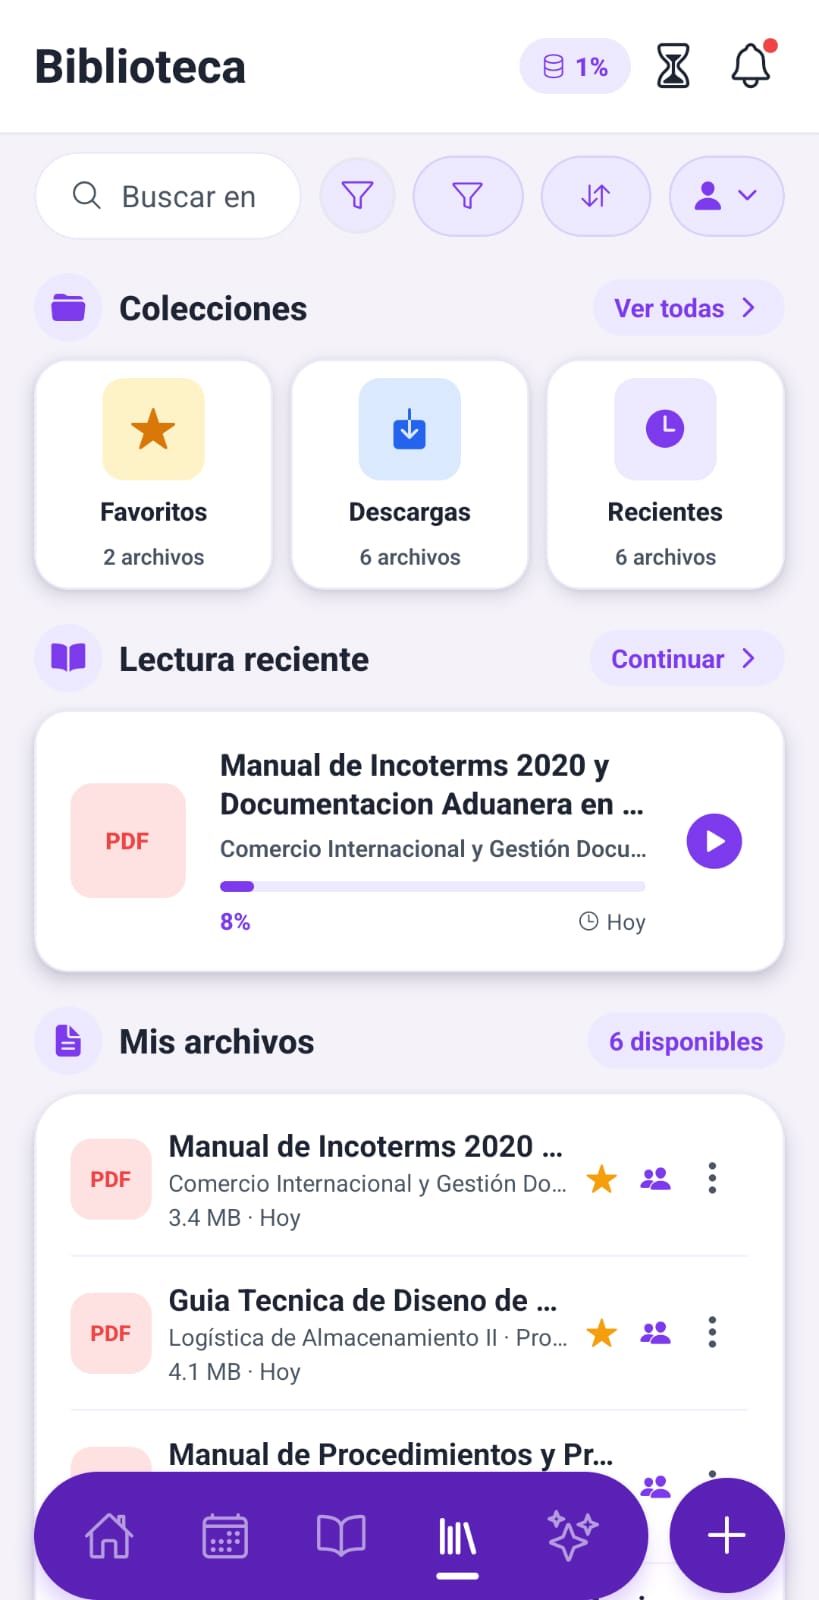 Biblioteca
1%
Buscar en
Colecciones
Ver todas
Favoritos
2 archivos
Descargas
6 archivos
Recientes
6 archivos
Lectura reciente
Continuar
PDF
Manual de Incoterms 2020 y
Documentacion Aduanera en ...
Comercio Internacional y Gestión Docu...
8%
Hoy
Mis archivos
6 disponibles
PDF
Manual de Incoterms 2020 ...
Comercio Internacional y Gestión Do...
3.4 MB · Hoy
PDF
Guia Tecnica de Diseno de ...
Logística de Almacenamiento II · Pro...
4.1 MB · Hoy
Manual de Procedimientos y Pr...